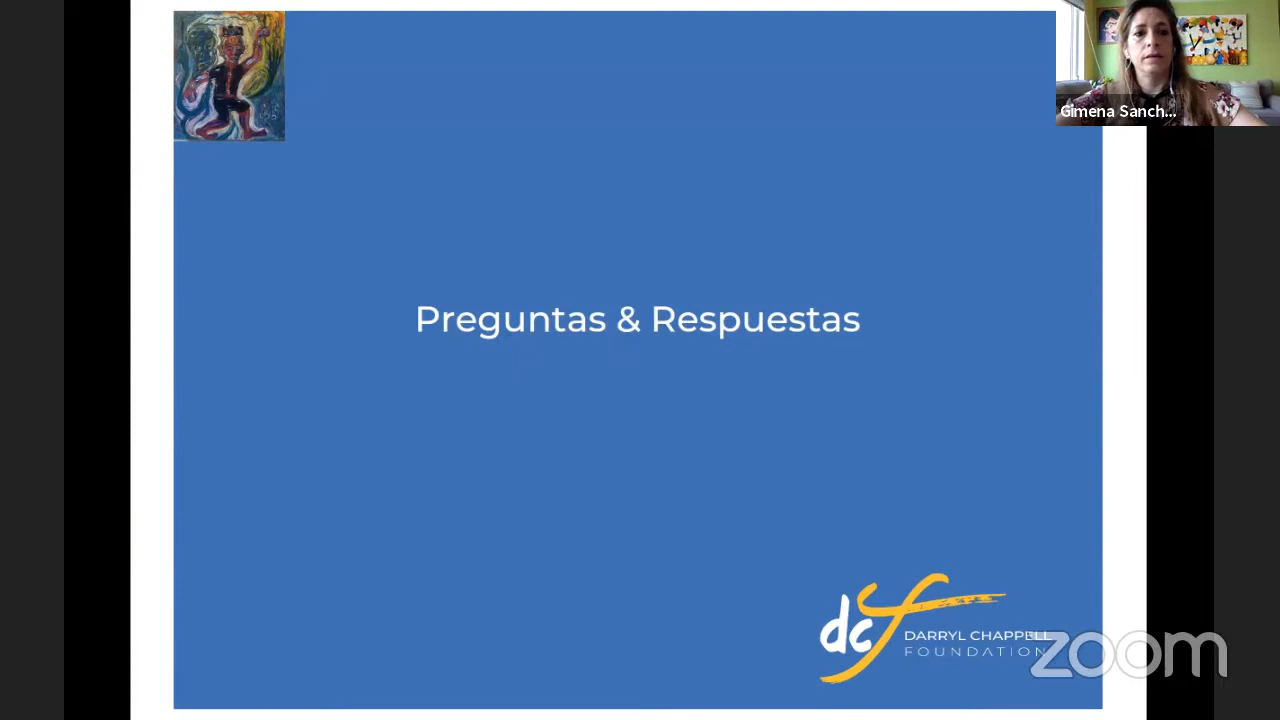 Gimena Sanch...
Preguntas & Respuestas
dcf
DARRYL CHAPPELL
FOUNDATION
zoom